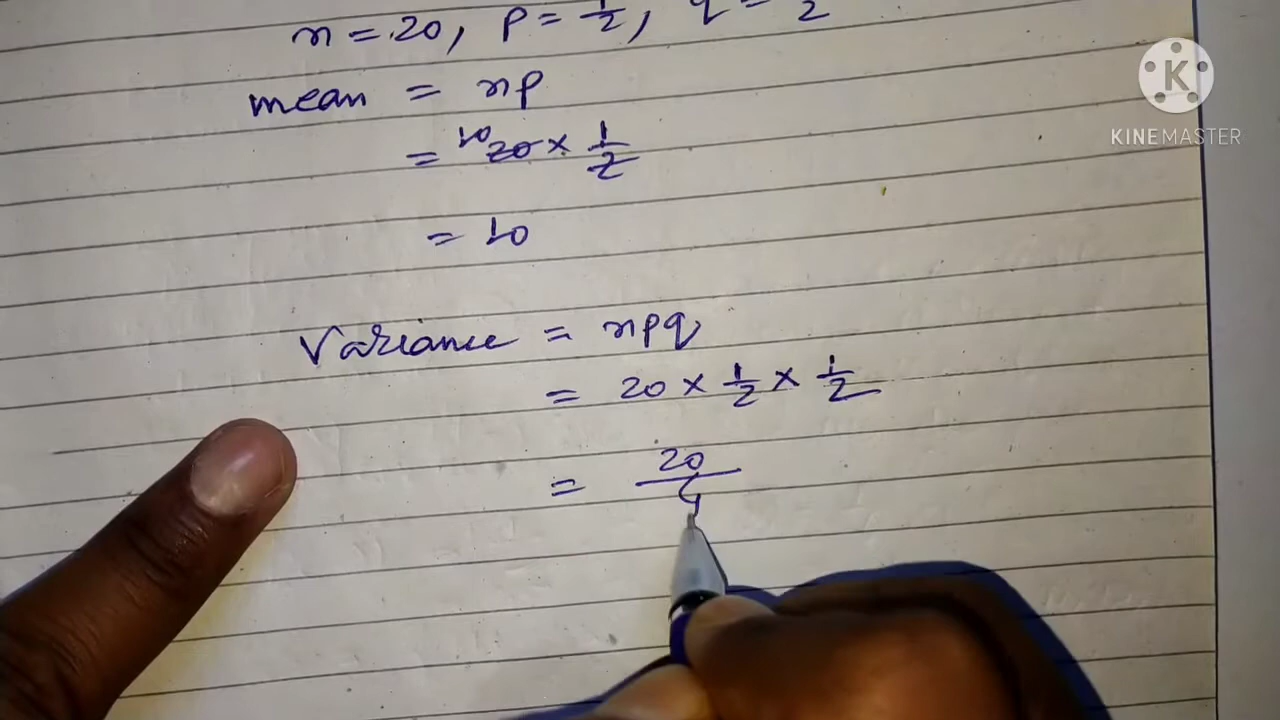 n = 20, p = 1/2, q = 1/2
mean = np
= 10 20 × 1/2
= 10
Variance = npq
= 20 × 1/2 × 1/2
= 20/4
K
KINEMASTER